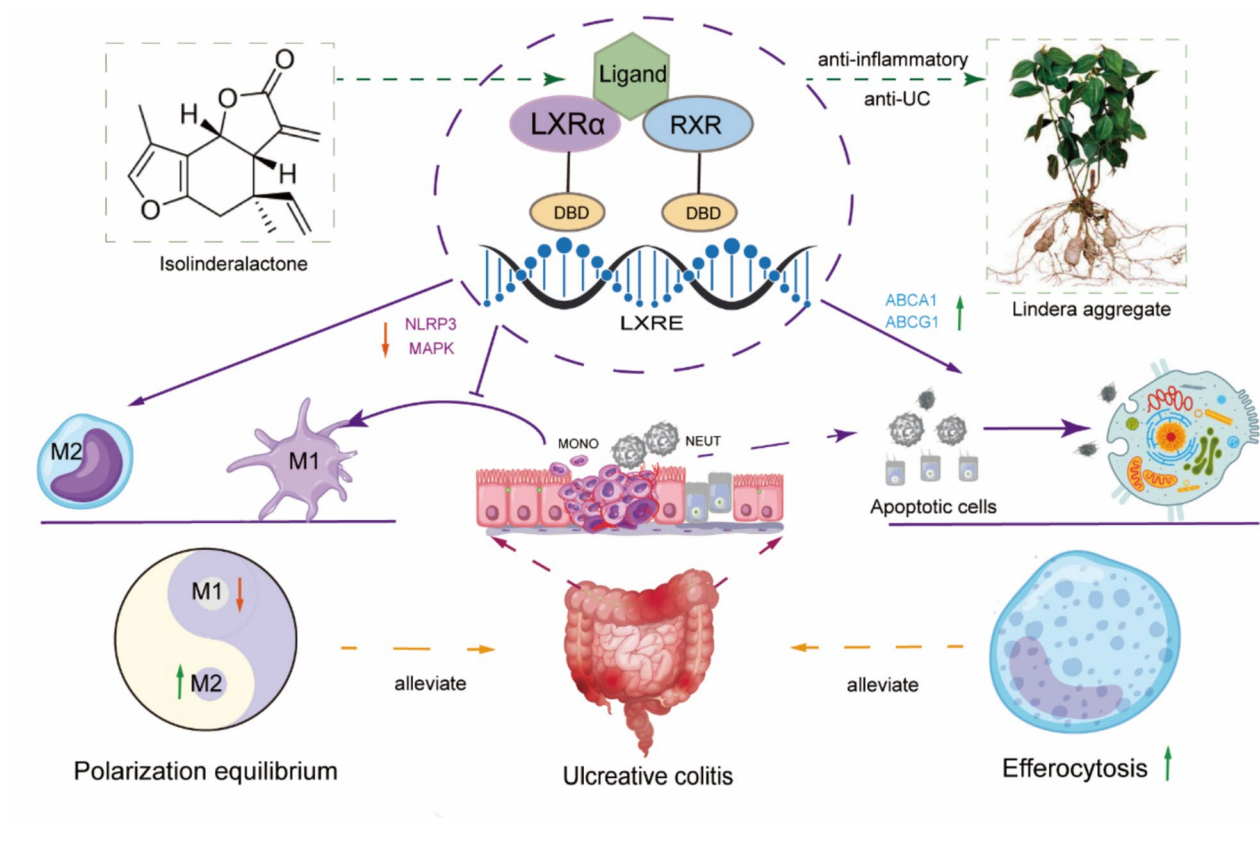 O
O
H
H
O
Isolinderalactone
Ligand
LXRα
RXR
DBD
DBD
LXRE
anti-inflammatory
anti-UC
Lindera aggregate
NLRP3
MAPK
ABCA1
ABCG1
M2
M1
MONO
NEUT
Apoptotic cells
M1
M2
alleviate
alleviate
Polarization equilibrium
Ulcreative colitis
Efferocytosis